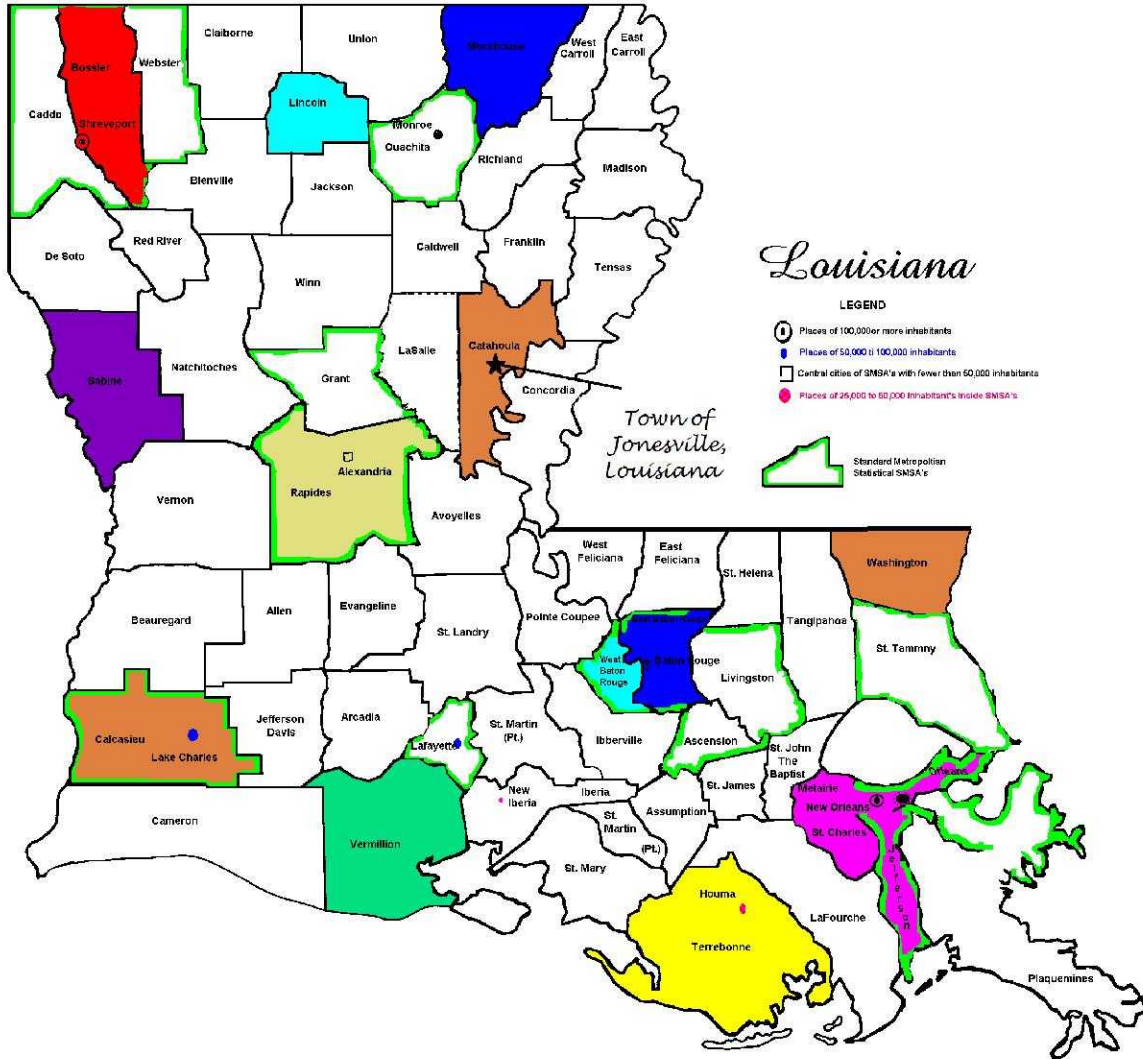 Claiborne
Union
West
Carroll
East
Carroll
Morehouse
Webster
Bossier
Lincoln
Caddo
Shreveport
Monroe
Ouachita
Richland
Madison
Bienville
Jackson
Red River
De Soto
Caldwell
Franklin
Tensas
Winn
Louisiana
LEGEND
Places of 100,000or more inhabitants
Places of 50,000 ti 100,000 inhabitants
Central cities of SMSA's with fewer than 50,000 inhabitants
Places of 25,000 to 50,000 Inhabitant's Inside SMSA's
Standard Metropolitian
Statistical SMSA's
Natchitoches
Sabine
Grant
LaSalle
Catahoula
Concordia
Town of
Jonesville,
Louisiana
Alexandria
Rapides
Vernon
Avoyelles
West
Feliciana
East
Feliciana
St. Helena
Washington
Beauregard
Allen
Evangeline
St. Landry
Pointe Coupee
Tangipahoa
St. Tammny
West
Baton
Rouge
Baton Rouge
Livingston
Calcasieu
Lake Charles
Jefferson
Davis
Arcadia
Lafayette
St. Martin
(Pt.)
Ibberville
Ascension
St. John
The
Baptist
Cameron
Vermillion
New
Iberia
Iberia
St.
Martin
(Pt.)
Assumption
St. James
Metairie
Orleans
New Orleans
St. Charles
Jefferson
St. Mary
Houma
Terrebonne
LaFourche
Plaquemines